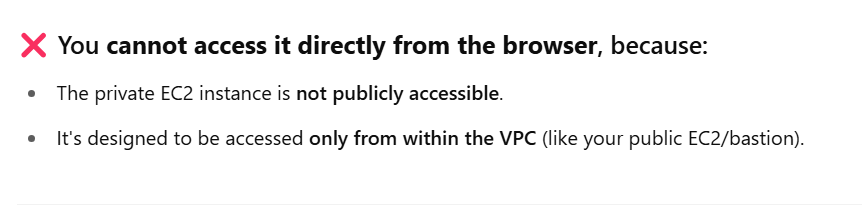 ❌ You cannot access it directly from the browser, because:
• The private EC2 instance is not publicly accessible.
• It's designed to be accessed only from within the VPC (like your public EC2/bastion).